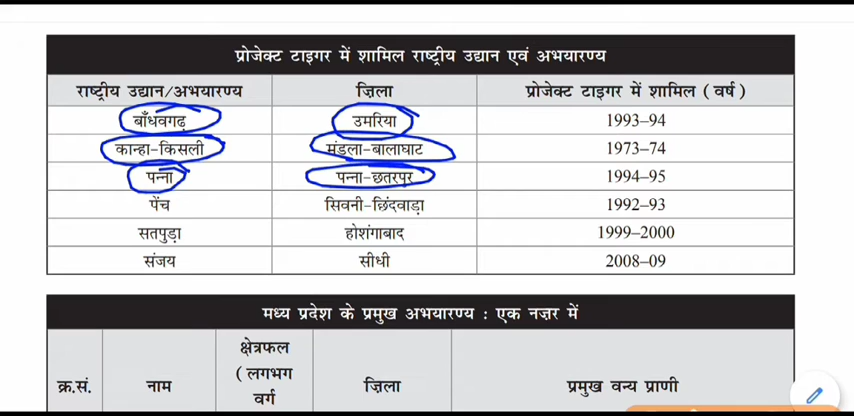 प्रोजेक्ट टाइगर में शामिल राष्ट्रीय उद्यान एवं अभयारण्य
राष्ट्रीय उद्यान/अभयारण्य ज़िला प्रोजेक्ट टाइगर में शामिल (वर्ष)
बाँधवगढ़ उमरिया 1993–94
कान्हा-किसली मंडला-बालाघाट 1973–74
पन्ना पन्ना-छतरपुर 1994–95
पेंच सिवनी-छिंदवाड़ा 1992–93
सतपुड़ा होशंगाबाद 1999–2000
संजय सीधी 2008–09
मध्य प्रदेश के प्रमुख अभयारण्य : एक नज़र में
क्र.सं. नाम क्षेत्रफल ज़िला प्रमुख वन्य प्राणी
(लगभग
वर्ग